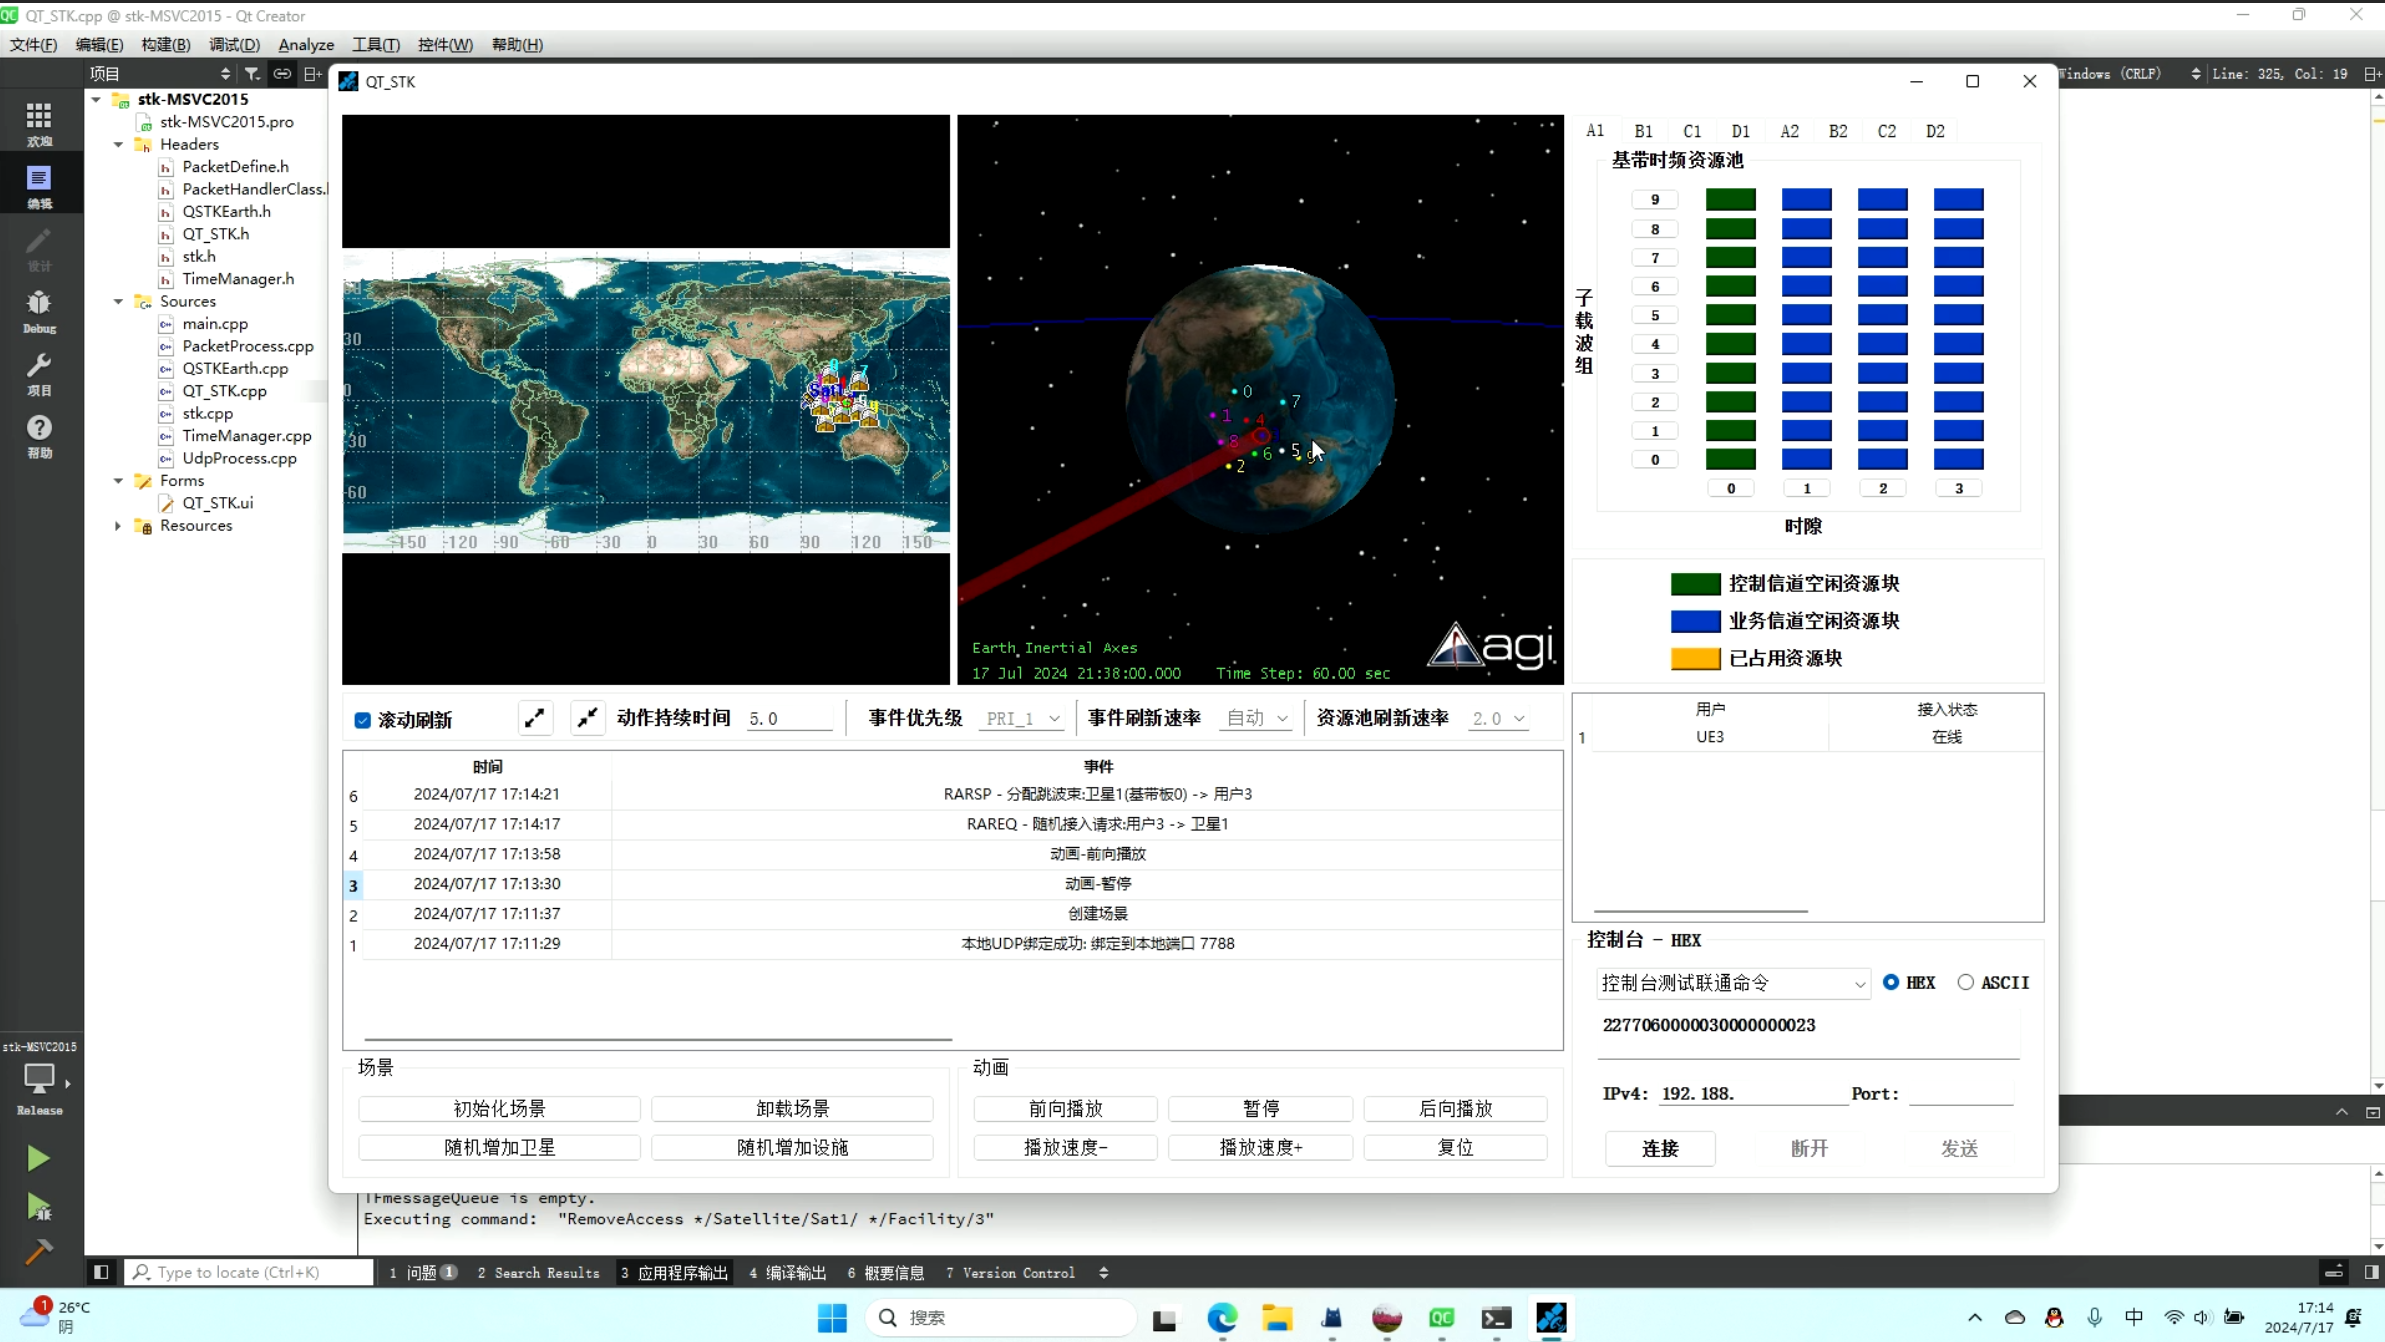 QT_STK.cpp @ stk-MSVC2015 - Qt Creator
文件(F) 编辑(E) 构建(B) 调试(D) Analyze 工具(T) 控件(W) 帮助(H)
项目
Windows (CRLF) Line: 325, Col: 19
欢迎
编辑
设计
Debug
项目
帮助
stk-MSVC2015
Release
stk-MSVC2015
stk-MSVC2015.pro
Headers
PacketDefine.h
PacketHandlerClass.
QSTKEarth.h
QT_STK.h
stk.h
TimeManager.h
Sources
main.cpp
PacketProcess.cpp
QSTKEarth.cpp
QT_STK.cpp
stk.cpp
TimeManager.cpp
UdpProcess.cpp
Forms
QT_STK.ui
Resources
QT_STK
30
0
30
-60
-150 -120 -90 -60 -30 0 30 60 90 120 150
0
7
1
4
8
5
9
6
2
agi
Earth Inertial Axes
17 Jul 2024 21:38:00.000 Time Step: 60.00 sec
A1 B1 C1 D1 A2 B2 C2 D2
基带时频资源池
子载波组
9
8
7
6
5
4
3
2
1
0
0 1 2 3
时隙
控制信道空闲资源块
业务信道空闲资源块
已占用资源块
滚动刷新 动作持续时间 5.0 事件优先级 PRI_1 事件刷新速率 自动 资源池刷新速率 2.0
时间 事件
6 2024/07/17 17:14:21 RARSP - 分配跳波束:卫星1(基带板0) -> 用户3
5 2024/07/17 17:14:17 RAREQ - 随机接入请求:用户3 -> 卫星1
4 2024/07/17 17:13:58 动画-前向播放
3 2024/07/17 17:13:30 动画-暂停
2 2024/07/17 17:11:37 创建场景
1 2024/07/17 17:11:29 本地UDP绑定成功: 绑定到本地端口 7788
用户 接入状态
1 UE3 在线
控制台 - HEX
控制台测试联通命令 HEX ASCII
2277060000030000000023
IPv4: 192.188. Port:
连接 断开 发送
场景
初始化场景 卸载场景
随机增加卫星 随机增加设施
动画
前向播放 暂停 后向播放
播放速度- 播放速度+ 复位
TFmessageQueue is empty.
Executing command: "RemoveAccess */Satellite/Sat1/ */Facility/3"
Type to locate (Ctrl+K) 1 问题 1 2 Search Results 3 应用程序输出 4 编译输出 6 概要信息 7 Version Control
1
26°C
阴
搜索
中
17:14
2024/7/17